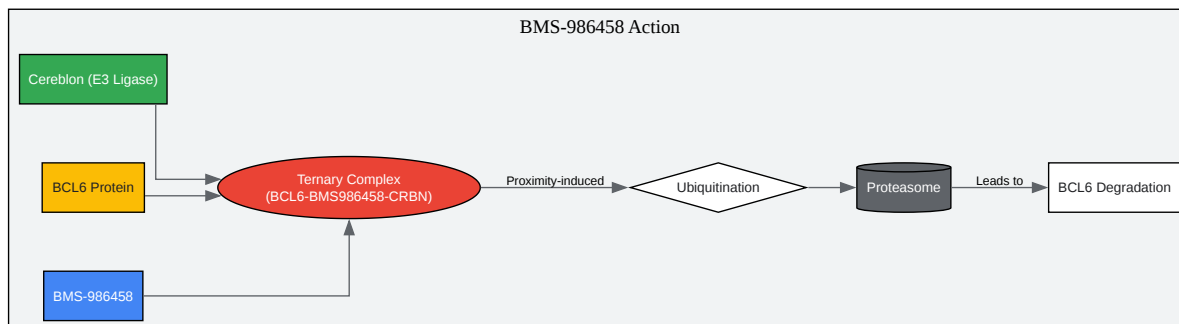 BMS-986458 Action
Cereblon (E3 Ligase)
BCL6 Protein
BMS-986458
Ternary Complex
(BCL6-BMS986458-CRBN)
Proximity-induced
Ubiquitination
Proteasome
Leads to
BCL6 Degradation